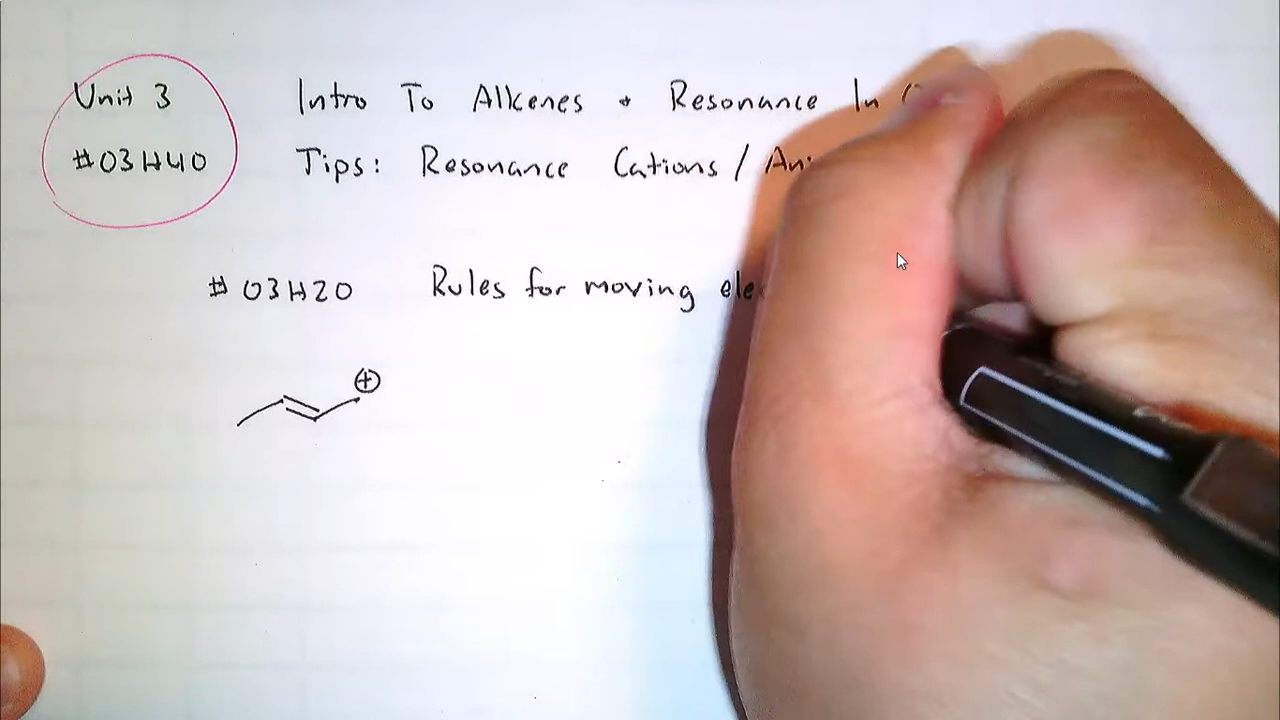 Unit 3
#03H40
Intro To Alkenes + Resonance In
Tips: Resonance Cations /
#03H20 Rules for moving
⊕